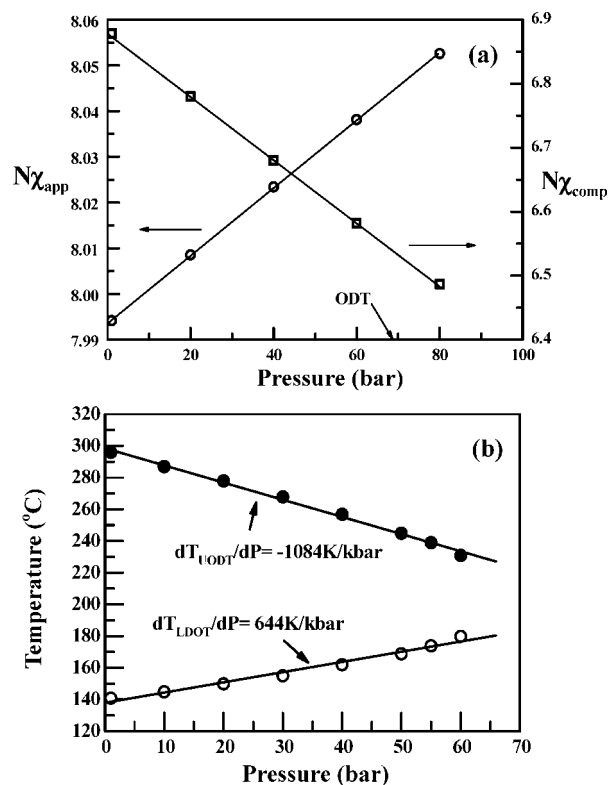 (a)
8.06
8.05
8.04
8.03
8.02
8.01
8.00
7.99
Nχapp
6.9
6.8
6.7
6.6
6.5
6.4
Nχcomp
ODT
0 20 40 60 80 100
Pressure (bar)
(b)
320
300
280
260
240
220
200
180
160
140
120
Temperature (°C)
dTUODT/dP= -1084K/kbar
dTLDOT/dP= 644K/kbar
0 10 20 30 40 50 60 70
Pressure (bar)